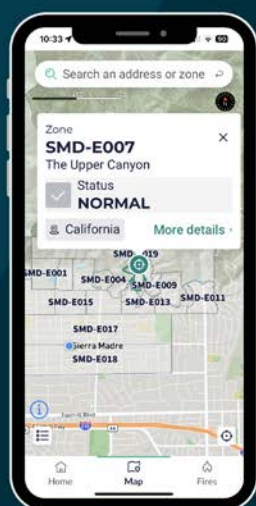 10:33
Search an address or zone
Zone
SMD-E007
The Upper Canyon
Status
NORMAL
California
More details
SMD-E001
SMD-E004
SMD-E009
SMD-E015
SMD-E013
SMD-E011
SMD-E017
Sierra Madre
SMD-E018
Home
Map
Fires